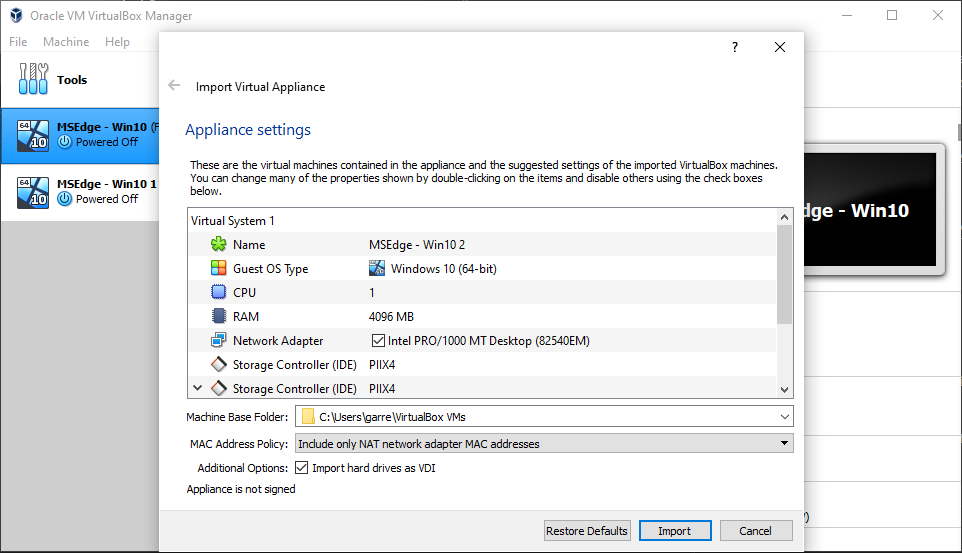 Oracle VM VirtualBox Manager
File Machine Help
Tools
64
10
MSEdge - Win10 (F
Powered Off
64
10
MSEdge - Win10 1
Powered Off
?
Import Virtual Appliance
Appliance settings
These are the virtual machines contained in the appliance and the suggested settings of the imported VirtualBox machines.
You can change many of the properties shown by double-clicking on the items and disable others using the check boxes
below.
Virtual System 1
Name MSEdge - Win10 2
Guest OS Type Windows 10 (64-bit)
CPU 1
RAM 4096 MB
Network Adapter Intel PRO/1000 MT Desktop (82540EM)
Storage Controller (IDE) PIIX4
Storage Controller (IDE) PIIX4
Machine Base Folder: C:\Users\garre\VirtualBox VMs
MAC Address Policy: Include only NAT network adapter MAC addresses
Additional Options: Import hard drives as VDI
Appliance is not signed
Restore Defaults Import Cancel
dge - Win10
)